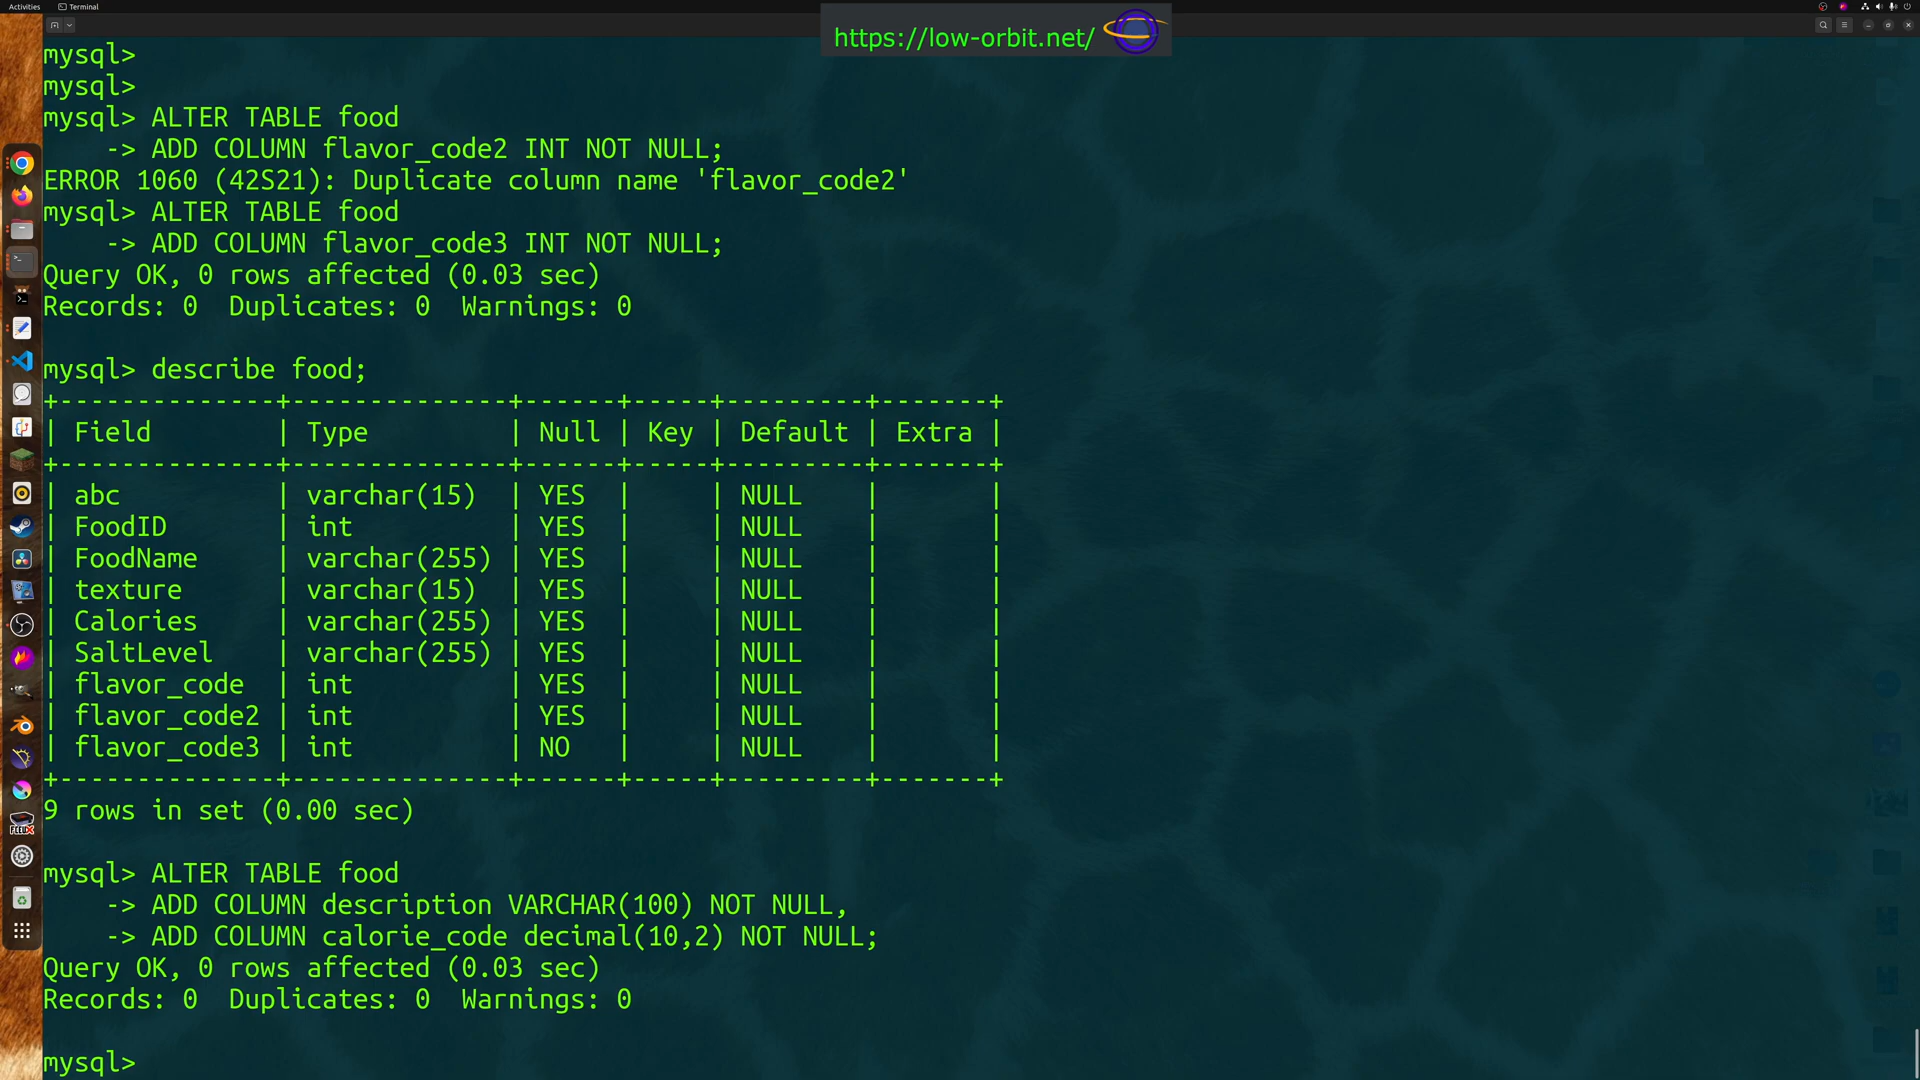 Activities Terminal
https://low-orbit.net/
mysql>
mysql>
mysql> ALTER TABLE food
    -> ADD COLUMN flavor_code2 INT NOT NULL;
ERROR 1060 (42S21): Duplicate column name 'flavor_code2'
mysql> ALTER TABLE food
    -> ADD COLUMN flavor_code3 INT NOT NULL;
Query OK, 0 rows affected (0.03 sec)
Records: 0  Duplicates: 0  Warnings: 0
mysql> describe food;
+--------------+--------------+------+-----+---------+-------+
| Field        | Type         | Null | Key | Default | Extra |
+--------------+--------------+------+-----+---------+-------+
| abc          | varchar(15)  | YES  |     | NULL    |       |
| FoodID       | int          | YES  |     | NULL    |       |
| FoodName     | varchar(255) | YES  |     | NULL    |       |
| texture      | varchar(15)  | YES  |     | NULL    |       |
| Calories     | varchar(255) | YES  |     | NULL    |       |
| SaltLevel    | varchar(255) | YES  |     | NULL    |       |
| flavor_code  | int          | YES  |     | NULL    |       |
| flavor_code2 | int          | YES  |     | NULL    |       |
| flavor_code3 | int          | NO   |     | NULL    |       |
+--------------+--------------+------+-----+---------+-------+
9 rows in set (0.00 sec)
mysql> ALTER TABLE food
    -> ADD COLUMN description VARCHAR(100) NOT NULL,
    -> ADD COLUMN calorie_code decimal(10,2) NOT NULL;
Query OK, 0 rows affected (0.03 sec)
Records: 0  Duplicates: 0  Warnings: 0
mysql>